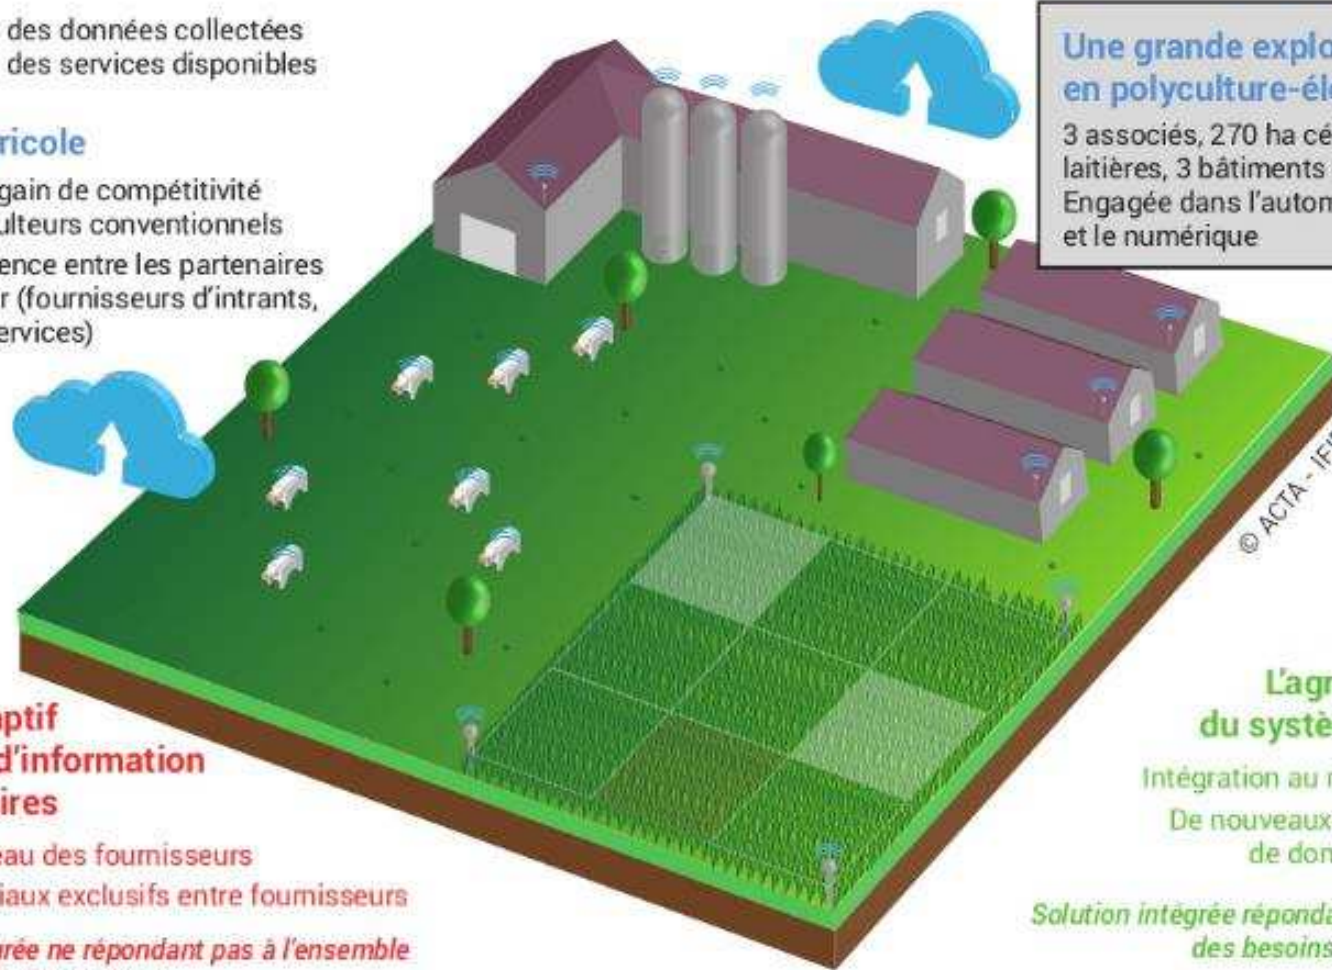 des données collectées
des services disponibles
ricole
gain de compétitivité
ulteurs conventionnels
ence entre les partenaires
r (fournisseurs d'intrants,
ervices)
Une grande explo
en polyculture-éle
3 associés, 270 ha cé
laitières, 3 bâtiments
Engagée dans l'autom
et le numérique
© ACTA - IFI
ptif
d'information
ires
eau des fournisseurs
iaux exclusifs entre fournisseurs
rée ne répondant pas à l'ensemble
L'agr
du systè
Intégration au
De nouveaux
de don
Solution intégrée réponda
des besoins